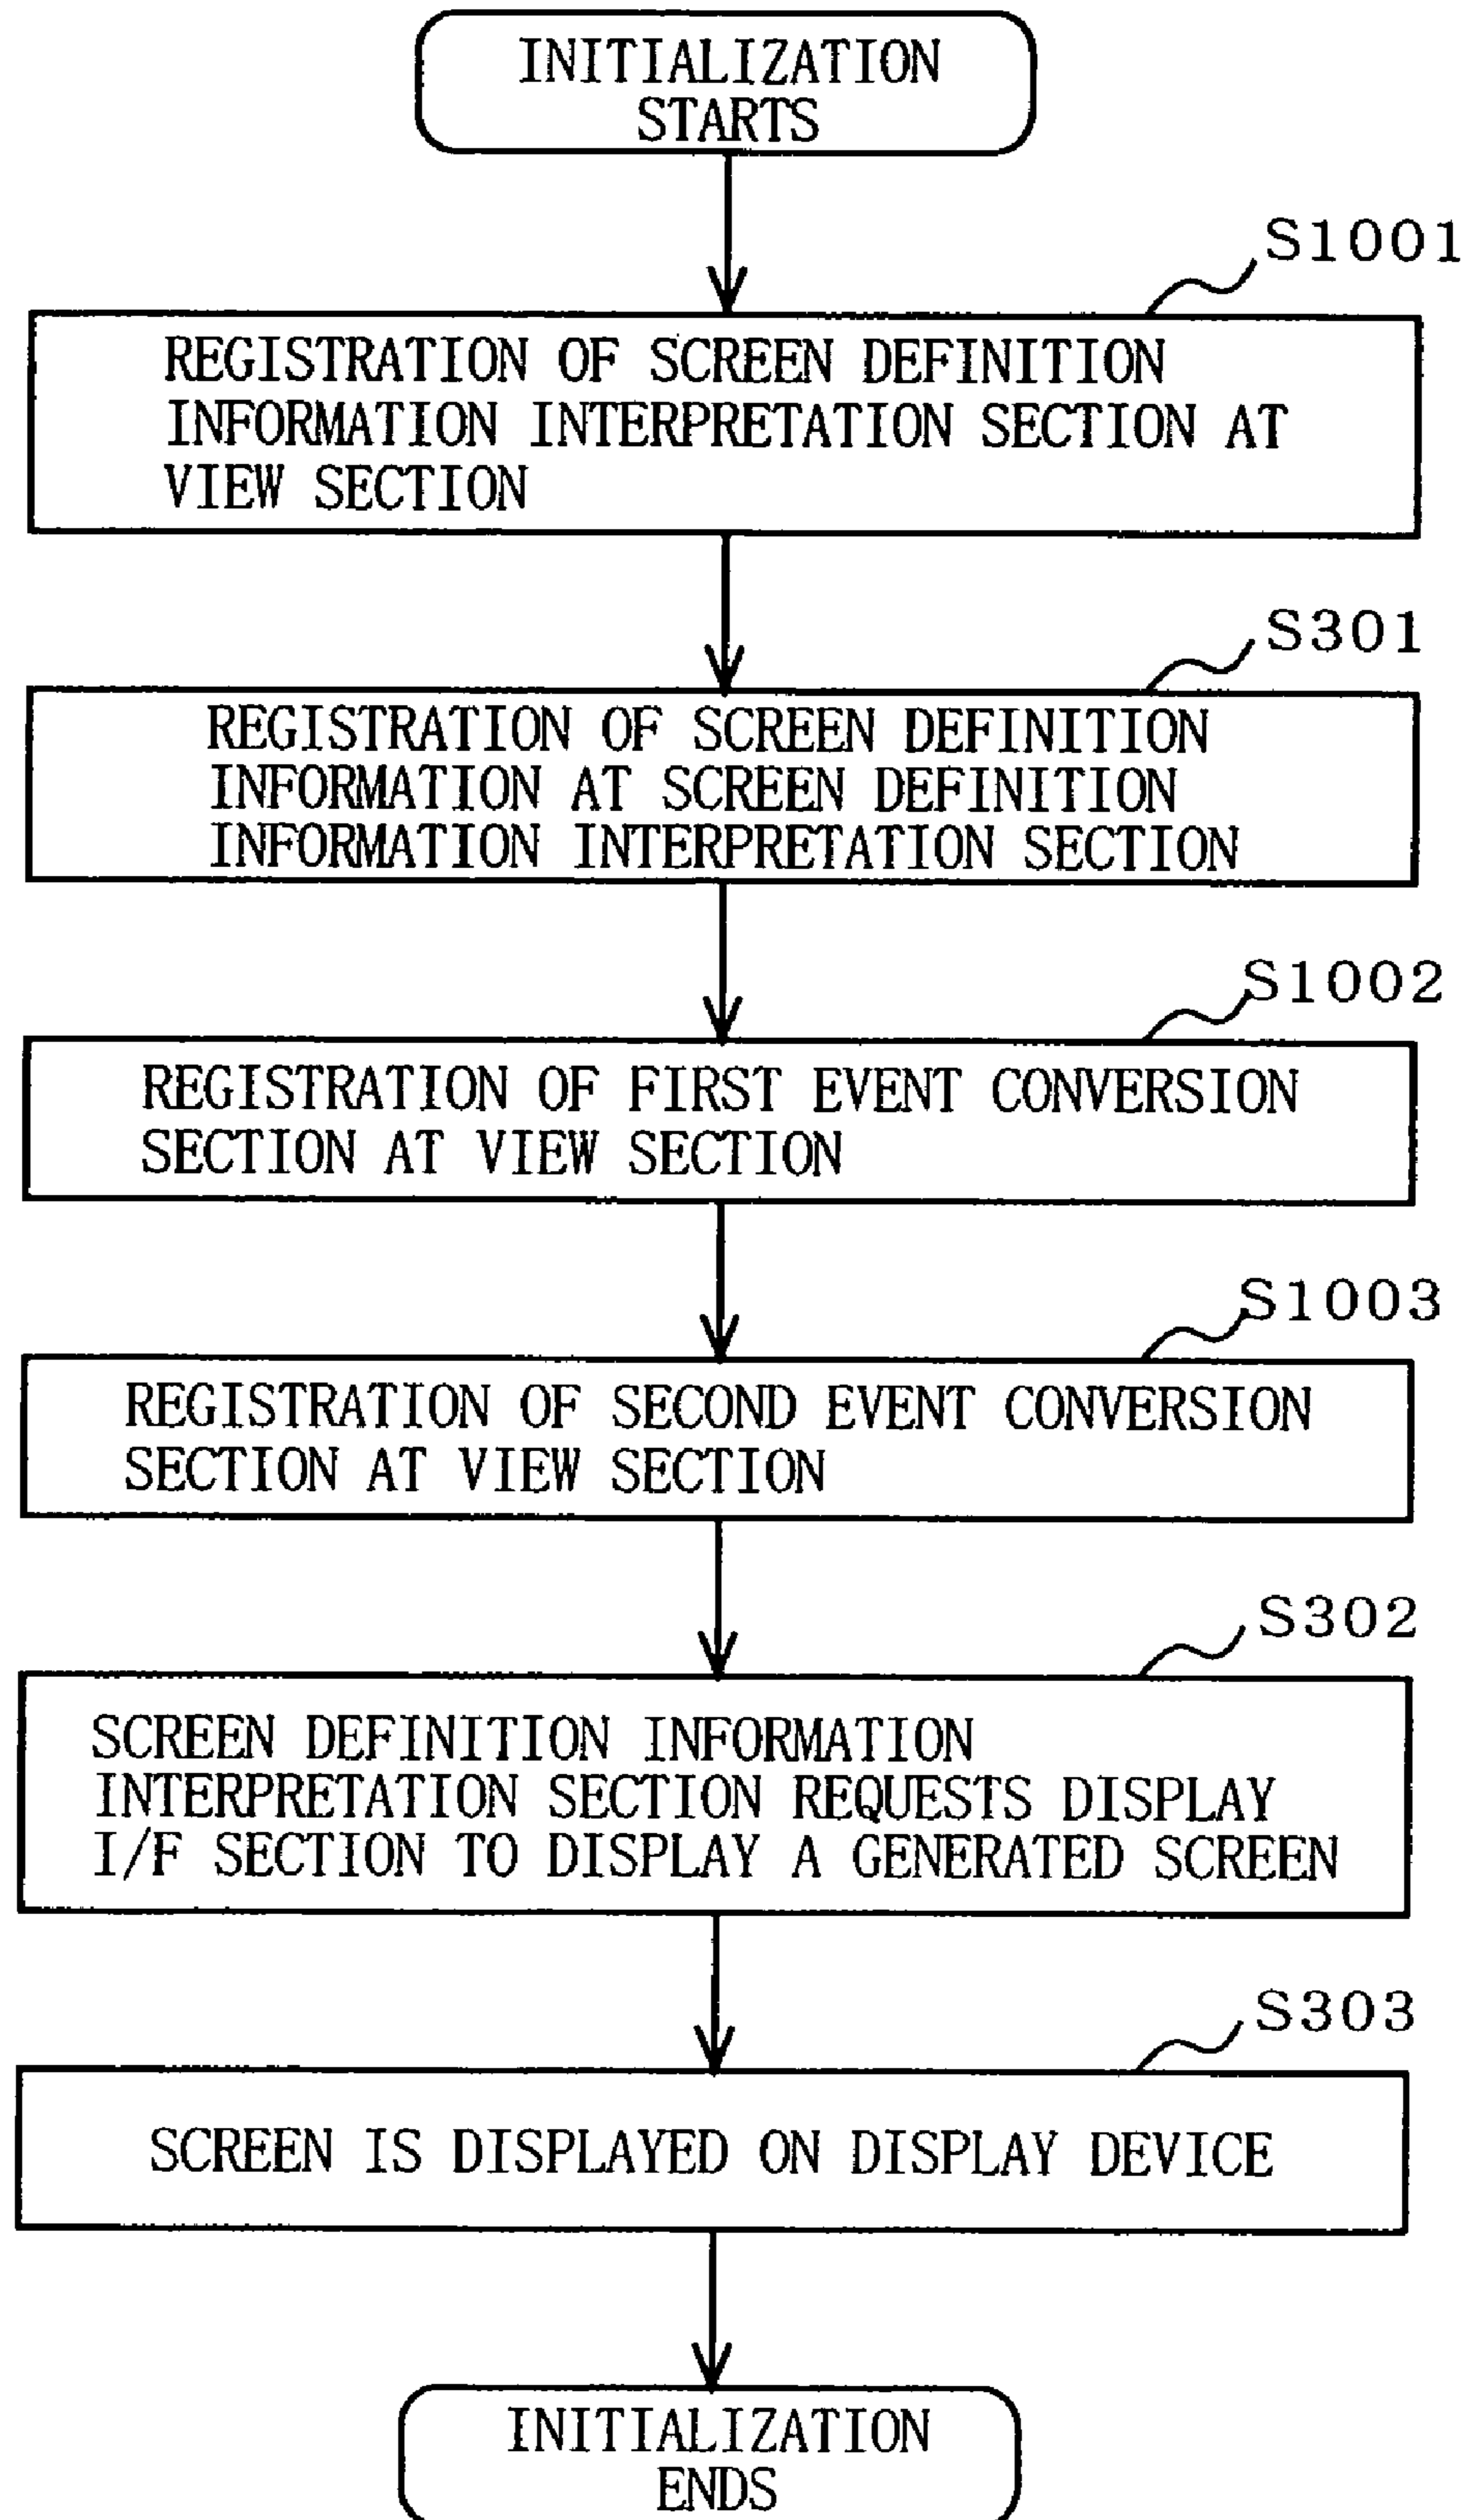 INITIALIZATION
STARTS
S1001
REGISTRATION OF SCREEN DEFINITION
INFORMATION INTERPRETATION SECTION AT
VIEW SECTION
S301
REGISTRATION OF SCREEN DEFINITION
INFORMATION AT SCREEN DEFINITION
INFORMATION INTERPRETATION SECTION
S1002
REGISTRATION OF FIRST EVENT CONVERSION
SECTION AT VIEW SECTION
S1003
REGISTRATION OF SECOND EVENT CONVERSION
SECTION AT VIEW SECTION
S302
SCREEN DEFINITION INFORMATION
INTERPRETATION SECTION REQUESTS DISPLAY
I/F SECTION TO DISPLAY A GENERATED SCREEN
S303
SCREEN IS DISPLAYED ON DISPLAY DEVICE
INITIALIZATION
ENDS